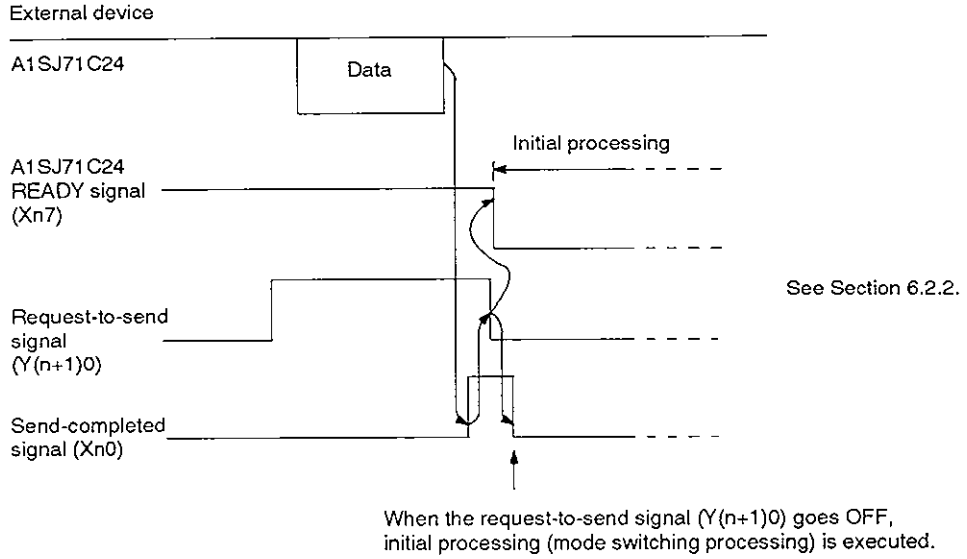 External device
A1SJ71C24
Data
Initial processing
A1SJ71C24
READY signal
(Xn7)
See Section 6.2.2.
Request-to-send
signal
(Y(n+1)0)
Send-completed
signal (Xn0)
When the request-to-send signal (Y(n+1)0) goes OFF,
initial processing (mode switching processing) is executed.